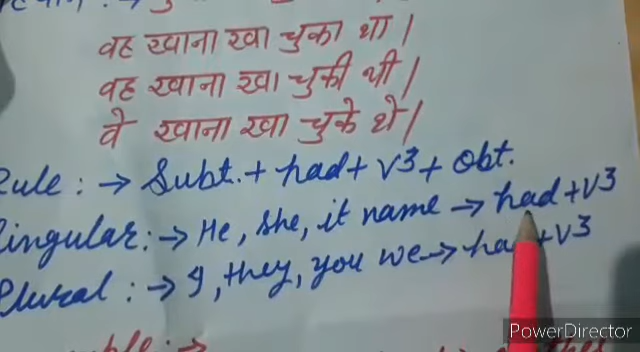 वह खाना खा चुका था।
वह खाना खा चुकी थी।
वे खाना खा चुके थे।
Rule : → Subt. + had + V3 + Obt.
Singular : → He, she, it name → had + V3
Plural : → I, they, you we → ha + V3
PowerDirector